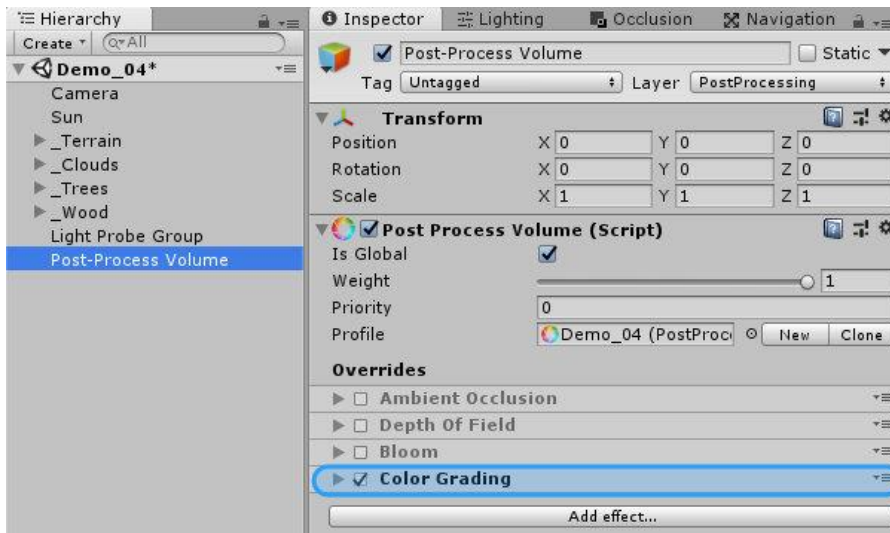 Hierarchy
Create All
Demo_04*
Camera
Sun
_Terrain
_Clouds
_Trees
_Wood
Light Probe Group
Post-Process Volume
Inspector Lighting Occlusion Navigation
Post-Process Volume Static
Tag Untagged Layer PostProcessing
Transform
Position X 0 Y 0 Z 0
Rotation X 0 Y 0 Z 0
Scale X 1 Y 1 Z 1
Post Process Volume (Script)
Is Global
Weight 1
Priority 0
Profile Demo_04 (PostProc New Clone
Overrides
Ambient Occlusion
Depth Of Field
Bloom
Color Grading
Add effect...